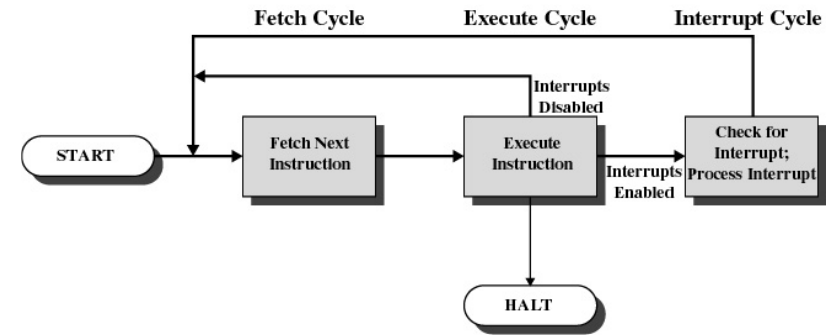 Fetch Cycle
Execute Cycle
Interrupt Cycle
START
Fetch Next
Instruction
Execute
Instruction
Interrupts
Disabled
Interrupts
Enabled
Check for
Interrupt;
Process Interrupt
HALT